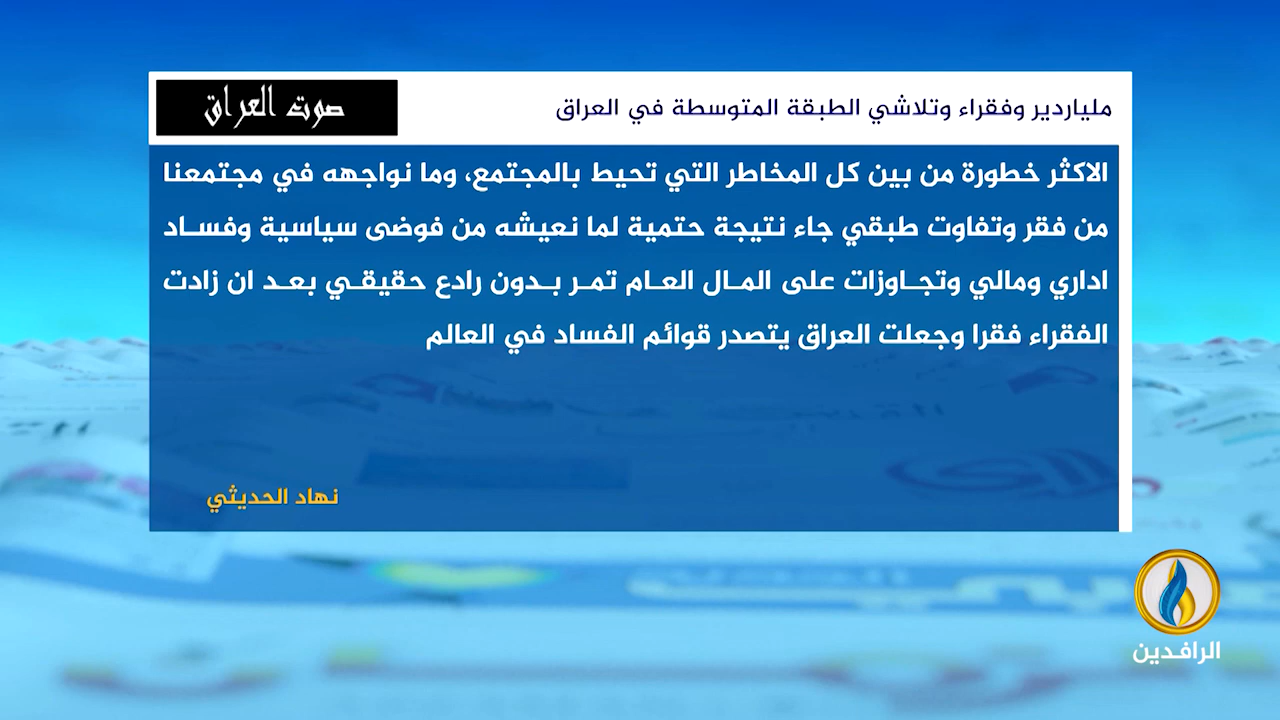 ملياردير وفقراء وتلاشي الطبقة المتوسطة في العراق
صوت العراق
الاكثر خطورة من بين كل المخاطر التي تحيط بالمجتمع، وما نواجهه في مجتمعنا
من فقر وتفاوت طبقي جاء نتيجة حتمية لما نعيشه من فوضى سياسية وفساد
اداري ومالي وتجاوزات على المال العام تمر بدون رادع حقيقي بعد ان زادت
الفقراء فقرا وجعلت العراق يتصدر قوائم الفساد في العالم
نهاد الحديثي
الرافدين